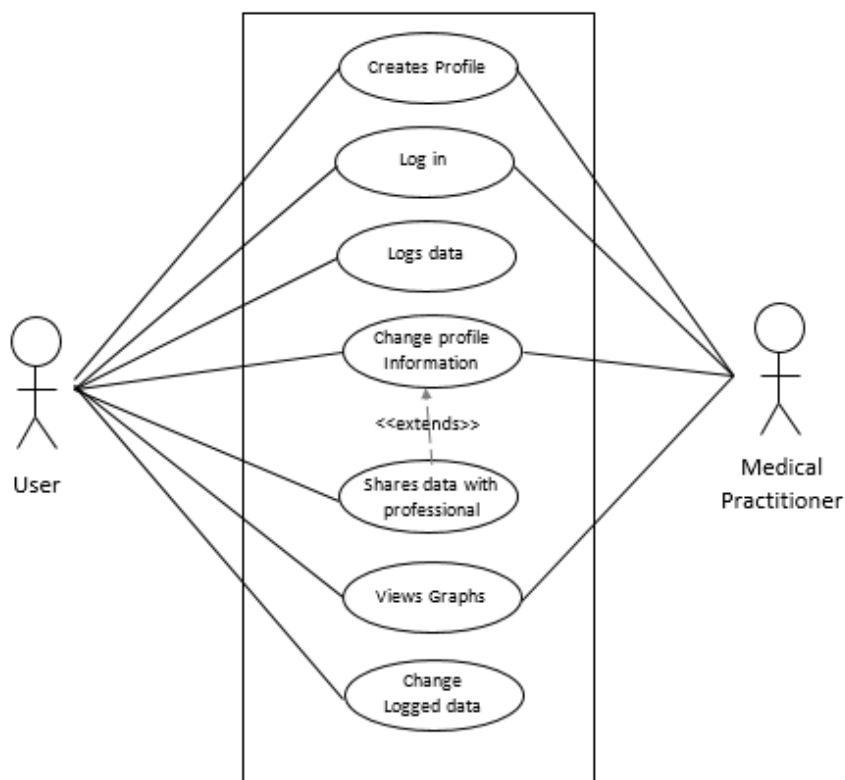 Creates Profile
Log in
Logs data
Change profile
Information
<<extends>>
Shares data with
professional
Views Graphs
Change
Logged data
User
Medical
Practitioner